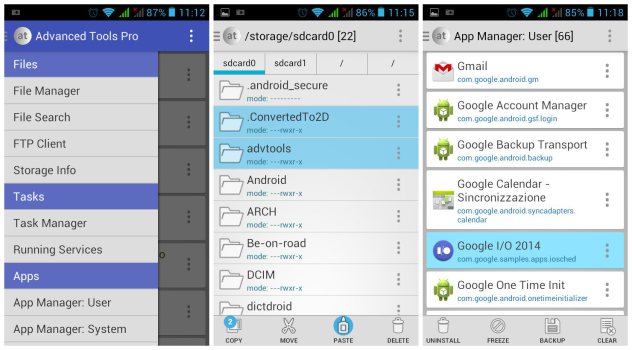 87% 11:12
at Advanced Tools Pro
Files
File Manager
File Search
FTP Client
Storage Info
Tasks
Task Manager
Running Services
Apps
App Manager: User
App Manager: System
o
86% 11:15
at /storage/sdcard0 [22]
sdcard0 sdcard1 / /
.android_secure
mode: ---------
.ConvertedTo2D
mode: ---rwxr-x
advtools
mode: ---rwxr-x
Android
mode: ---rwxr-x
ARCH
mode: ---rwxr-x
Be-on-road
mode: ---rwxr-x
DCIM
mode: ---rwxr-x
dictdroid
2
COPY MOVE PASTE DELETE
85% 11:18
at App Manager: User [66]
Gmail
com.google.android.gm
Google Account Manager
com.google.android.gsf.login
Google Backup Transport
com.google.android.backup
Google Calendar -
Sincronizzazione
com.google.android.syncadapters.
calendar
IO Google I/O 2014
com.google.samples.apps.iosched
Google One Time Init
com.google.android.onetimeinitializer
UNINSTALL FREEZE BACKUP CLEAR